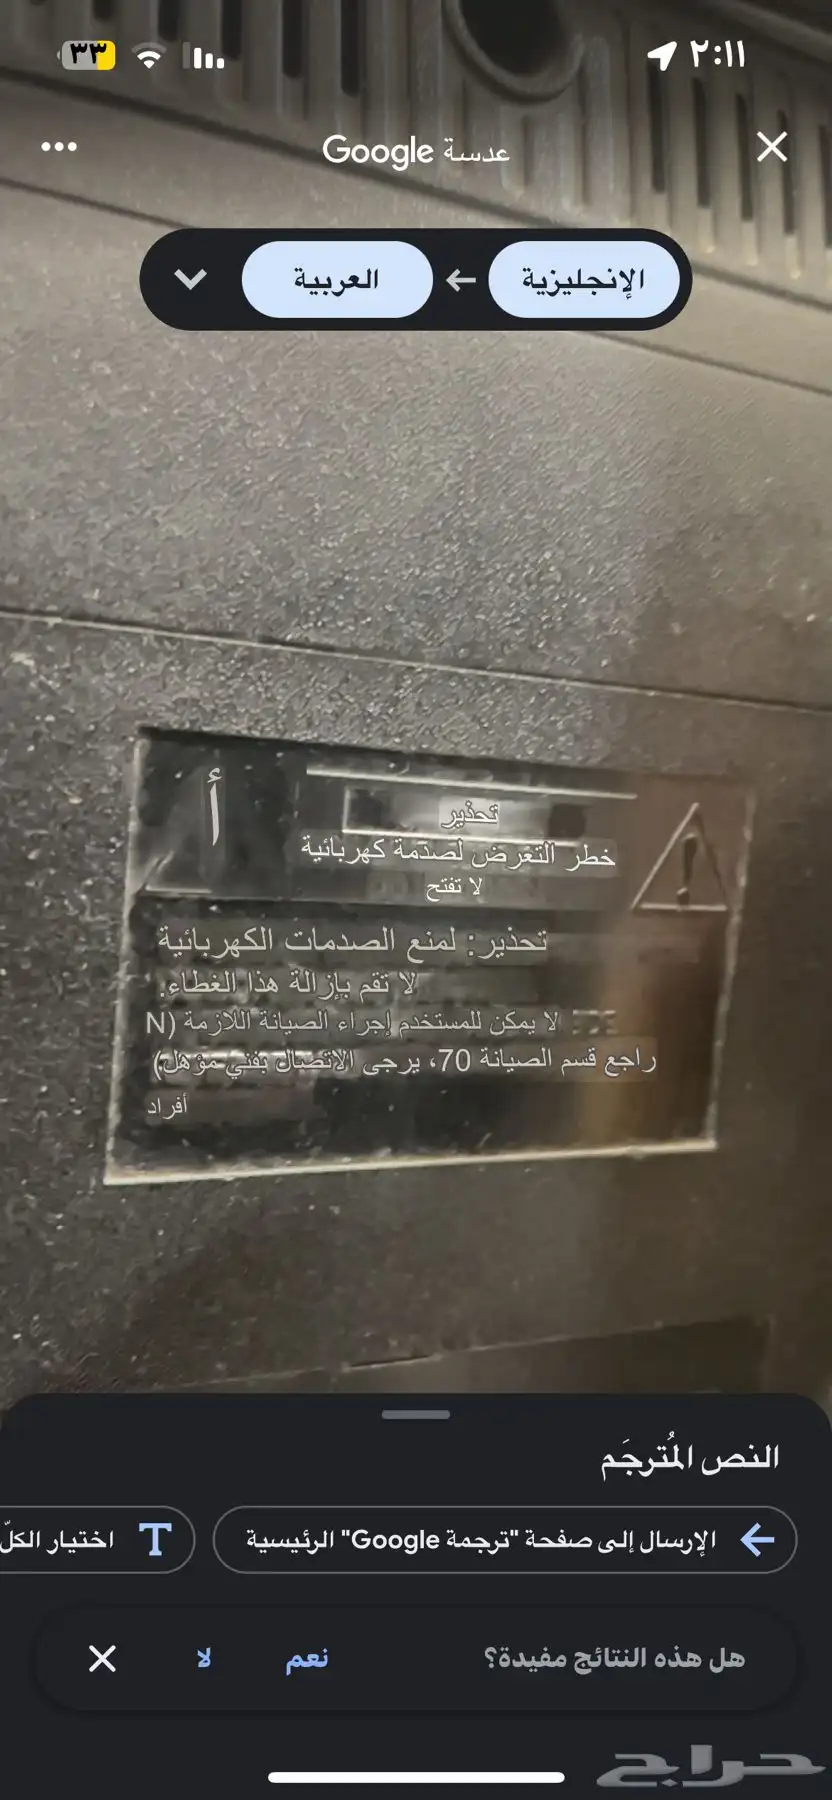 ٢:١١
٣٣
عدسة Google
الإنجليزية
العربية
أ
تحذير
خطر التعرض لصدمة كهربائية
لا تفتح
تحذير: لمنع الصدمات الكهربائية
لا تقم بإزالة هذا الغطاء.
لا يمكن للمستخدم إجراء الصيانة اللازمة (N
راجع قسم الصيانة 70، يرجى الاتصال بفني مؤهل)
أفراد
النص المُترجَم
الإرسال إلى صفحة "ترجمة Google" الرئيسية
اختيار الكلّ
هل هذه النتائج مفيدة؟
نعم
لا
حراج